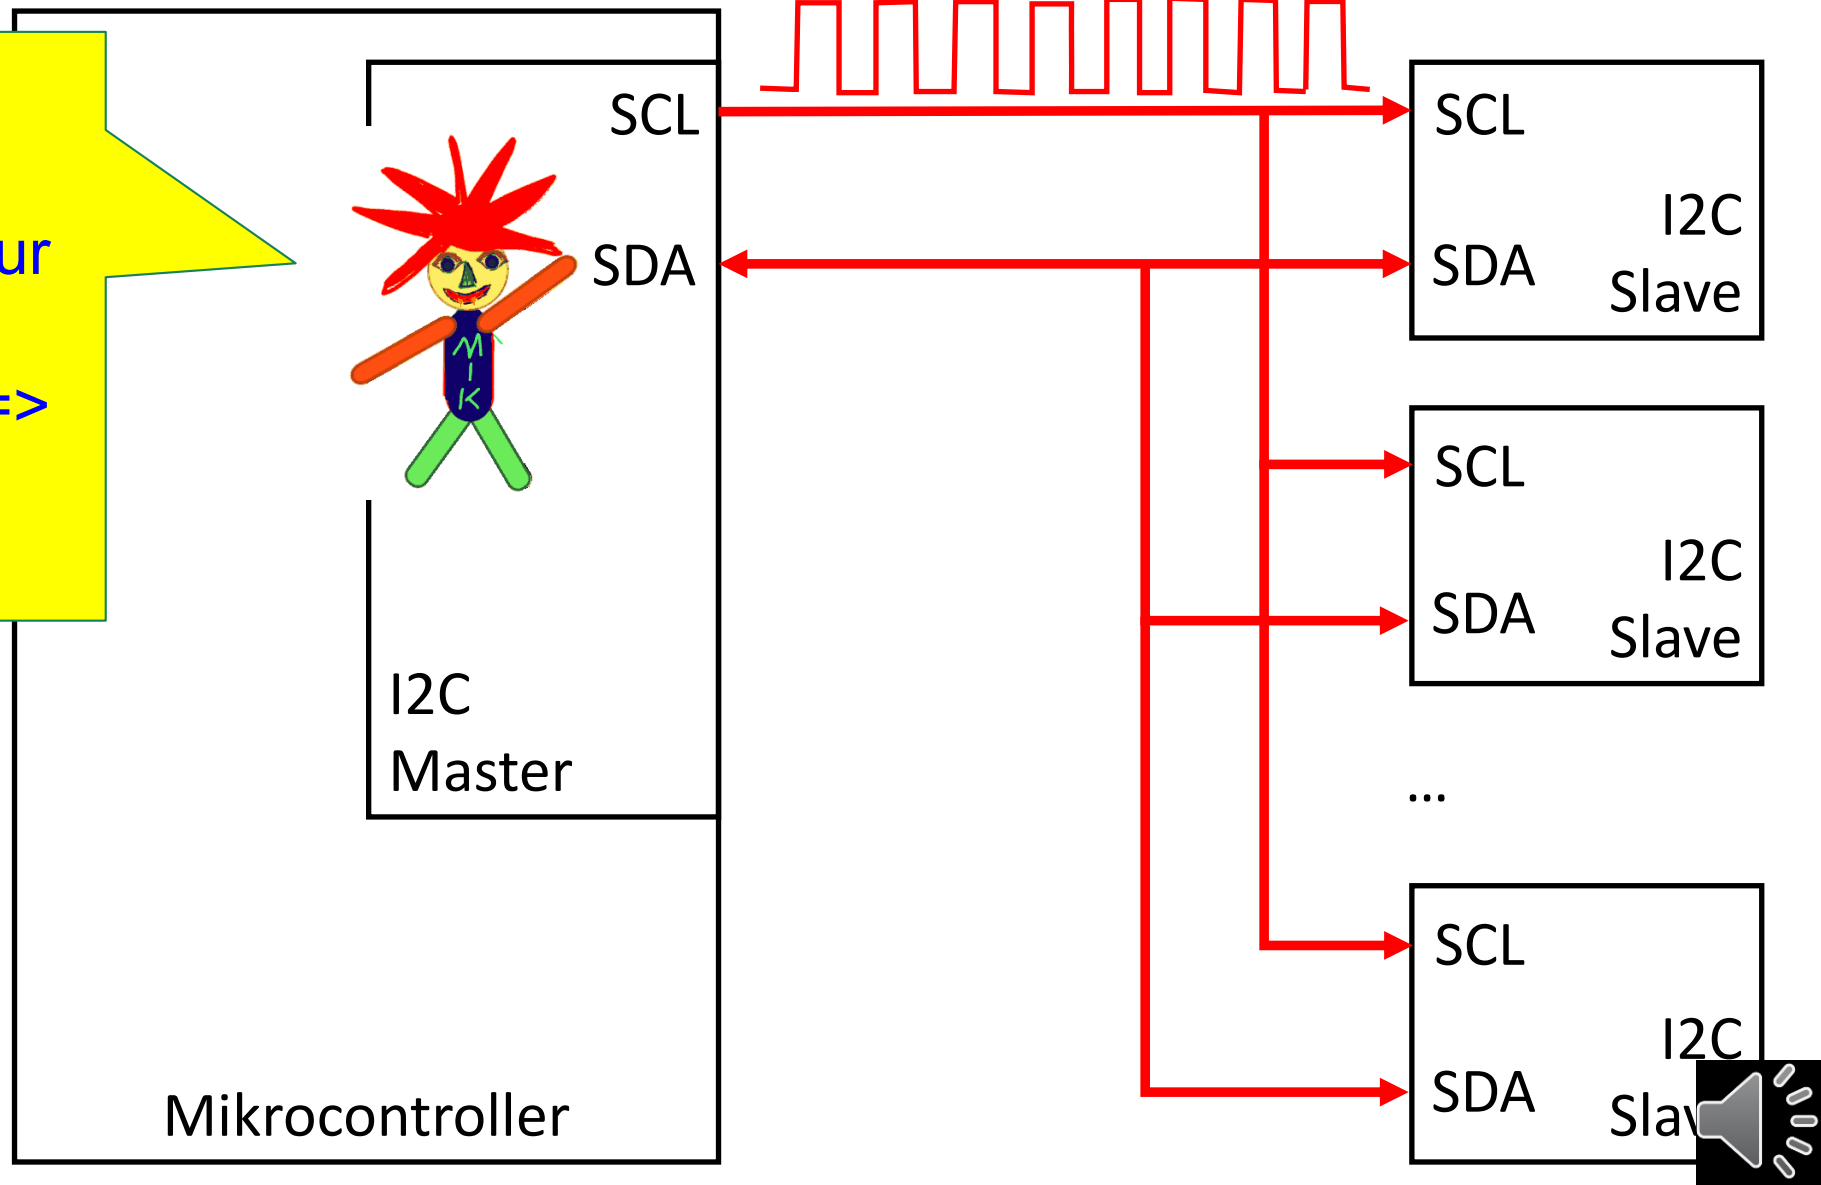 ur
=>
SCL
SDA
M
I
K
I2C
Master
Mikrocontroller
SCL
I2C
SDA
Slave
SCL
I2C
SDA
Slave
...
SCL
I2C
SDA